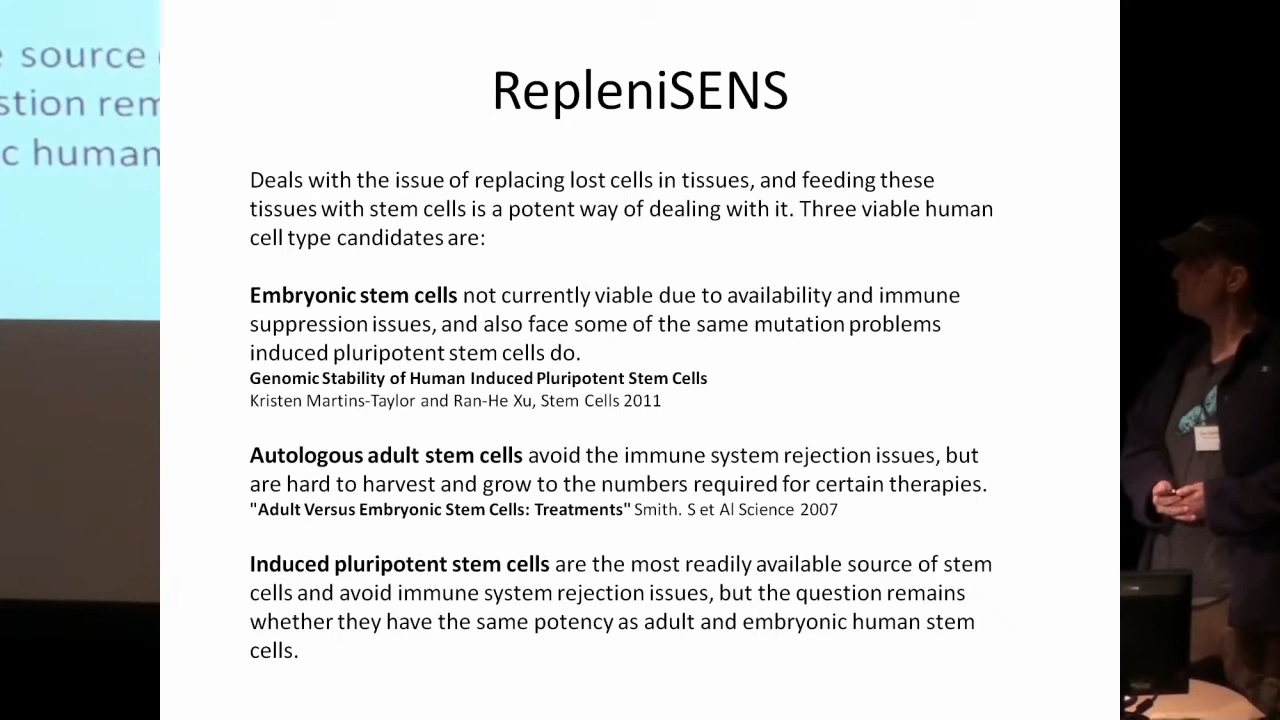 source
stion rem
c human
RepleniSENS
Deals with the issue of replacing lost cells in tissues, and feeding these
tissues with stem cells is a potent way of dealing with it. Three viable human
cell type candidates are:
Embryonic stem cells not currently viable due to availability and immune
suppression issues, and also face some of the same mutation problems
induced pluripotent stem cells do.
Genomic Stability of Human Induced Pluripotent Stem Cells
Kristen Martins-Taylor and Ran-He Xu, Stem Cells 2011
Autologous adult stem cells avoid the immune system rejection issues, but
are hard to harvest and grow to the numbers required for certain therapies.
"Adult Versus Embryonic Stem Cells: Treatments" Smith. S et Al Science 2007
Induced pluripotent stem cells are the most readily available source of stem
cells and avoid immune system rejection issues, but the question remains
whether they have the same potency as adult and embryonic human stem
cells.